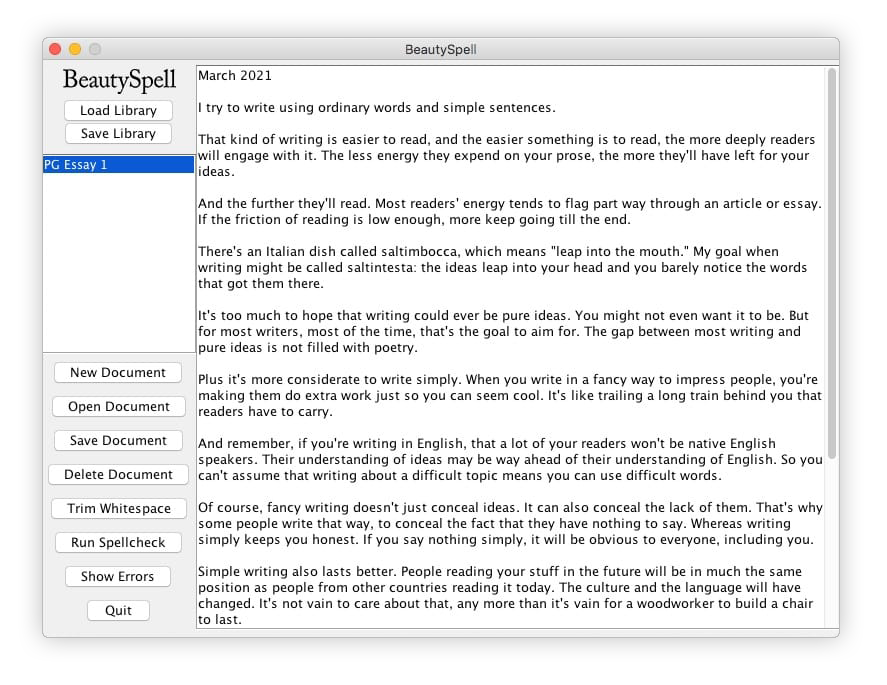 BeautySpell
BeautySpell
Load Library
Save Library
PG Essay 1
New Document
Open Document
Save Document
Delete Document
Trim Whitespace
Run Spellcheck
Show Errors
Quit
March 2021
I try to write using ordinary words and simple sentences.
That kind of writing is easier to read, and the easier something is to read, the more deeply readers
will engage with it. The less energy they expend on your prose, the more they'll have left for your
ideas.
And the further they'll read. Most readers' energy tends to flag part way through an article or essay.
If the friction of reading is low enough, more keep going till the end.
There's an Italian dish called saltimbocca, which means "leap into the mouth." My goal when
writing might be called saltintesta: the ideas leap into your head and you barely notice the words
that got them there.
It's too much to hope that writing could ever be pure ideas. You might not even want it to be. But
for most writers, most of the time, that's the goal to aim for. The gap between most writing and
pure ideas is not filled with poetry.
Plus it's more considerate to write simply. When you write in a fancy way to impress people, you're
making them do extra work just so you can seem cool. It's like trailing a long train behind you that
readers have to carry.
And remember, if you're writing in English, that a lot of your readers won't be native English
speakers. Their understanding of ideas may be way ahead of their understanding of English. So you
can't assume that writing about a difficult topic means you can use difficult words.
Of course, fancy writing doesn't just conceal ideas. It can also conceal the lack of them. That's why
some people write that way, to conceal the fact that they have nothing to say. Whereas writing
simply keeps you honest. If you say nothing simply, it will be obvious to everyone, including you.
Simple writing also lasts better. People reading your stuff in the future will be in much the same
position as people from other countries reading it today. The culture and the language will have
changed. It's not vain to care about that, any more than it's vain for a woodworker to build a chair
to last.